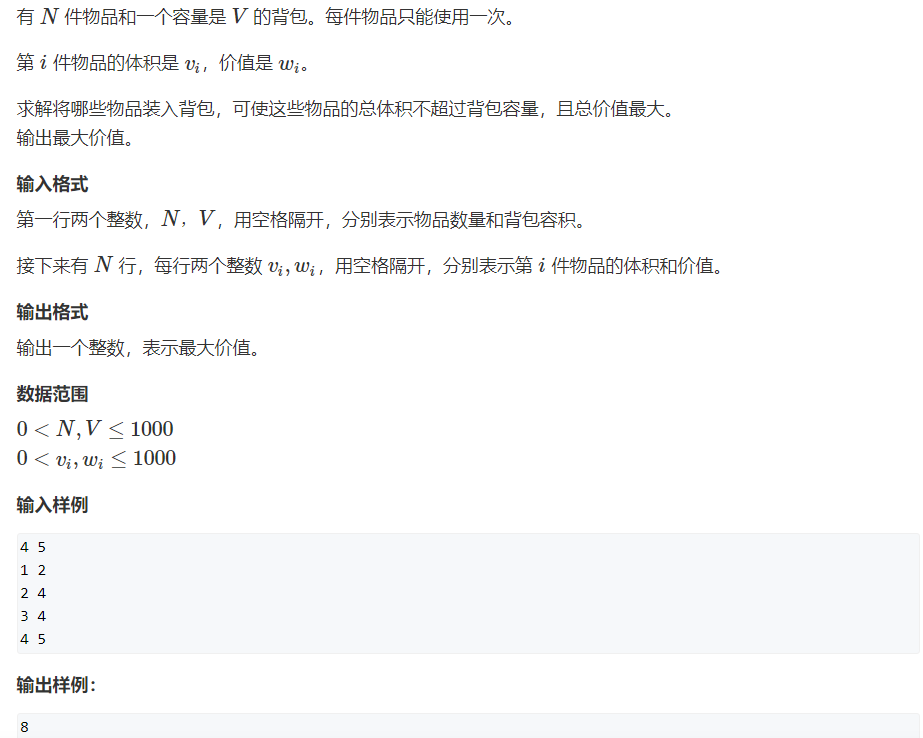 有 N 件物品和一个容量是 V 的背包。每件物品只能使用一次。
第 i 件物品的体积是 vᵢ，价值是 wᵢ。
求解将哪些物品装入背包，可使这些物品的总体积不超过背包容量，且总价值最大。
输出最大价值。
输入格式
第一行两个整数，N，V，用空格隔开，分别表示物品数量和背包容积。
接下来有 N 行，每行两个整数 vᵢ, wᵢ，用空格隔开，分别表示第 i 件物品的体积和价值。
输出格式
输出一个整数，表示最大价值。
数据范围
0 < N, V ≤ 1000
0 < vᵢ, wᵢ ≤ 1000
输入样例
4 5
1 2
2 4
3 4
4 5
输出样例：
8